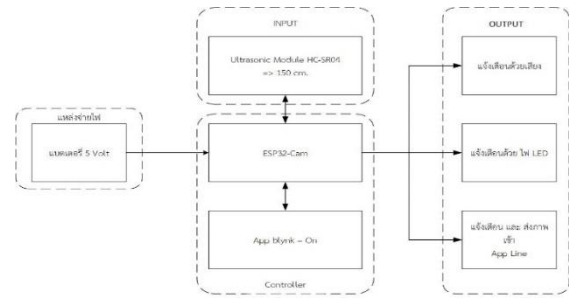 INPUT
Ultrasonic Module HC-SR04
=> 150 cm.
แหล่งจ่ายไฟ
แบตเตอรี่ 5 Volt
ESP32-Cam
App blynk – On
Controller
OUTPUT
แจ้งเตือนด้วยเสียง
แจ้งเตือนด้วย ไฟ LED
แจ้งเตือน และ ส่งภาพ
เข้า
App Line